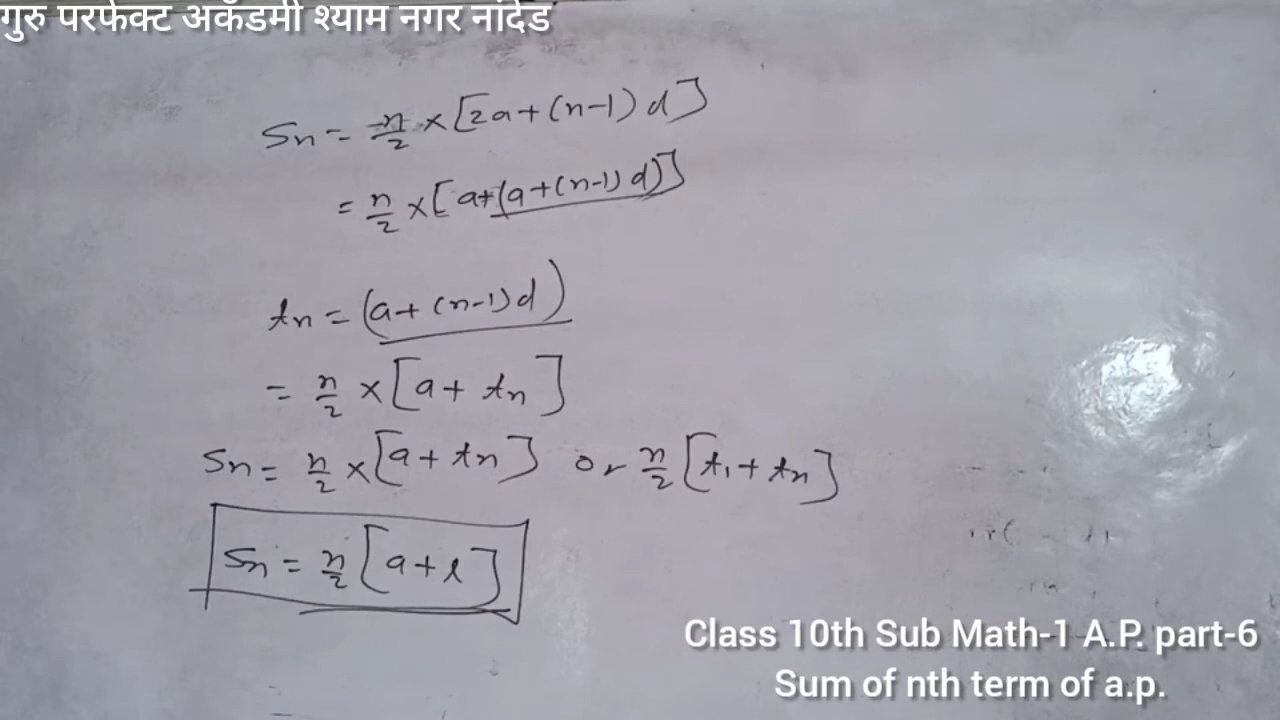 गुरु परफेक्ट अकॅडमी श्याम नगर नांदेड
Sn = n/2 × [2a + (n-1) d]
= n/2 × [a+(a+(n-1) d)]
tn = (a+ (n-1) d)
= n/2 × [a + tn]
Sn = n/2 × [a + tn] or n/2 [t₁ + tn]
Sn = n/2 [a + l]
Class 10th Sub Math-1 A.P. part-6
Sum of nth term of a.p.